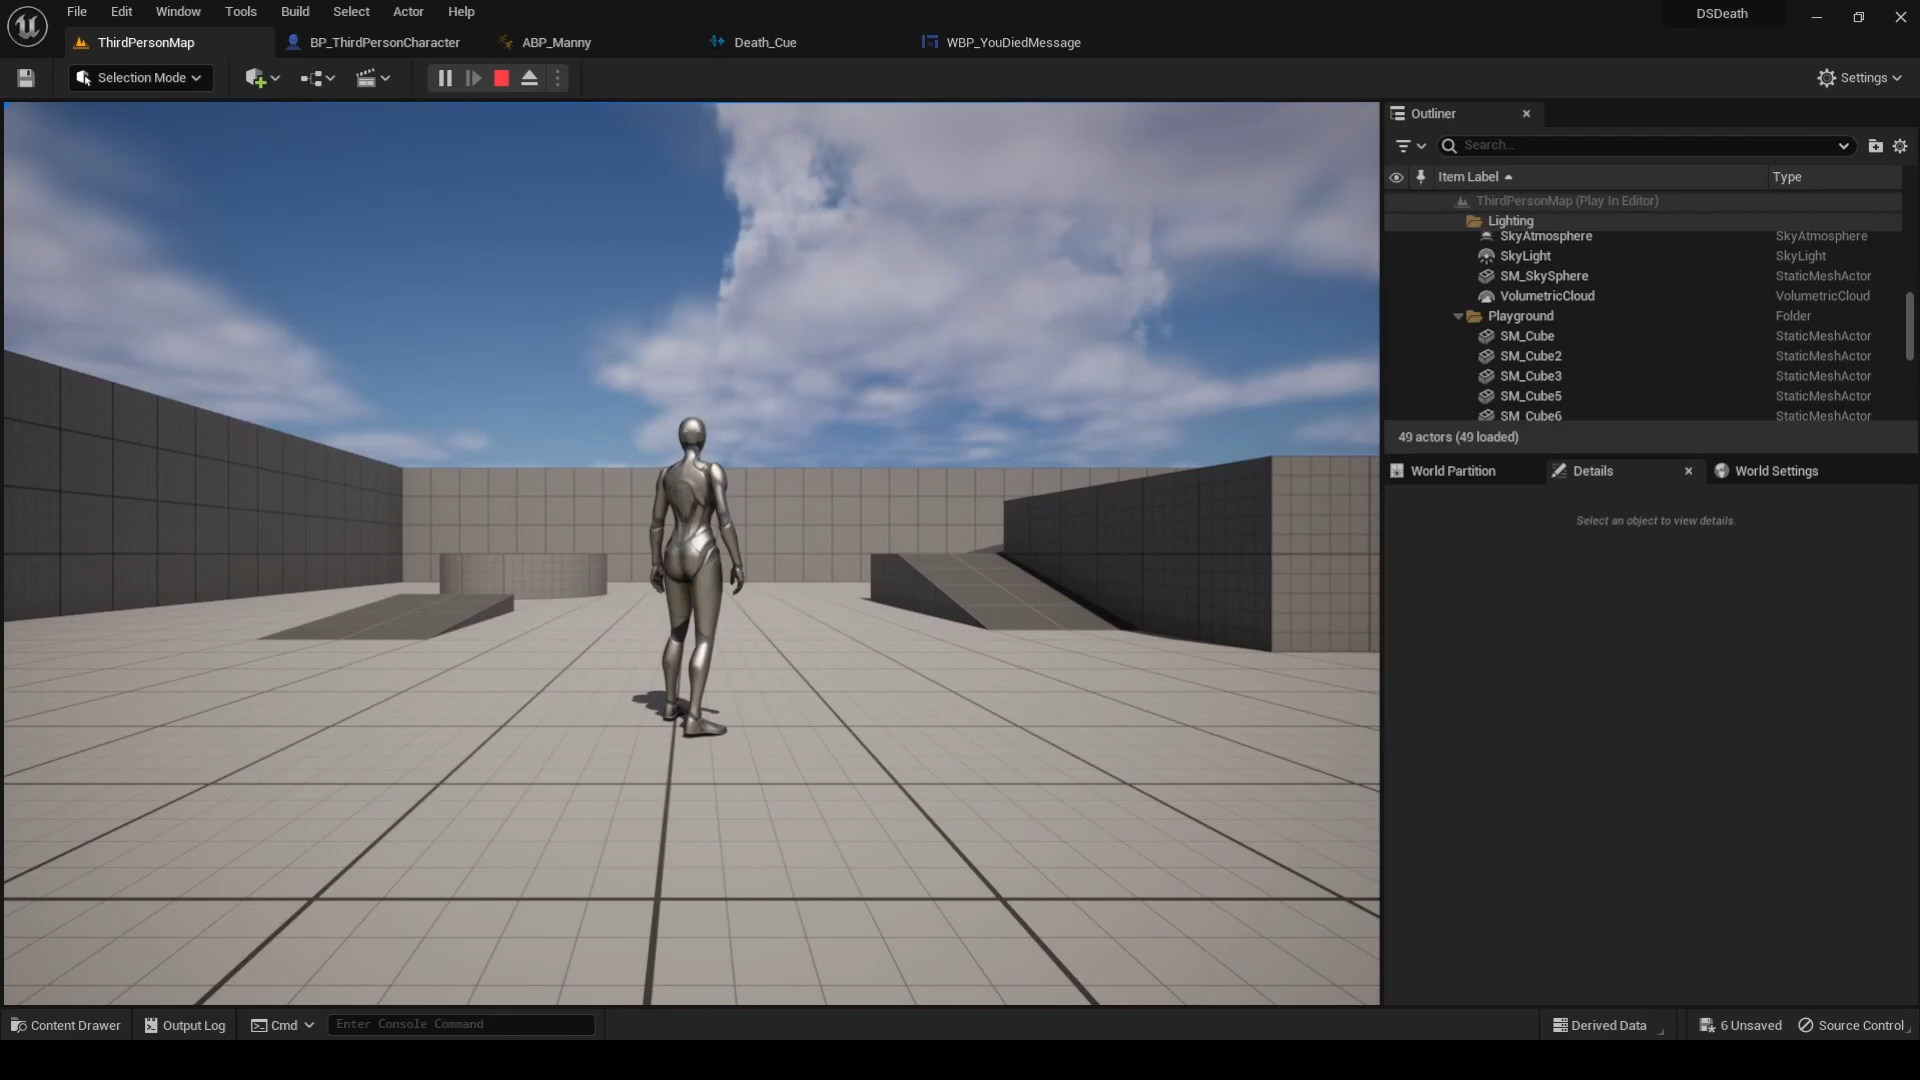 File Edit Window Tools Build Select Actor Help
DSDeath
ThirdPersonMap
BP_ThirdPersonCharacter
ABP_Manny
Death_Cue
WBP_YouDiedMessage
Selection Mode
Settings
Outliner
Search...
Item Label
Type
ThirdPersonMap (Play In Editor)
Lighting
SkyAtmosphere SkyAtmosphere
SkyLight SkyLight
SM_SkySphere StaticMeshActor
VolumetricCloud VolumetricCloud
Playground Folder
SM_Cube StaticMeshActor
SM_Cube2 StaticMeshActor
SM_Cube3 StaticMeshActor
SM_Cube5 StaticMeshActor
SM_Cube6 StaticMeshActor
49 actors (49 loaded)
World Partition
Details
World Settings
Select an object to view details.
Content Drawer
Output Log
Cmd
Enter Console Command
Derived Data
6 Unsaved
Source Control